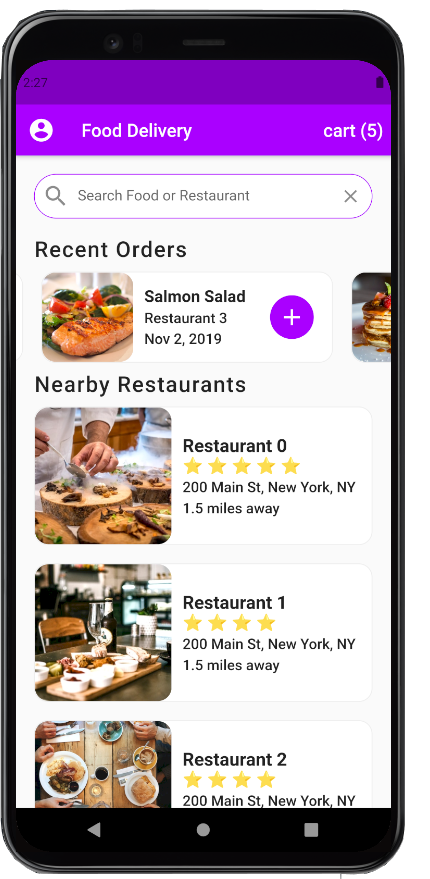 2:27
Food Delivery
cart (5)
Search Food or Restaurant
Recent Orders
Salmon Salad
Restaurant 3
Nov 2, 2019
Nearby Restaurants
Restaurant 0
200 Main St, New York, NY
1.5 miles away
Restaurant 1
200 Main St, New York, NY
1.5 miles away
Restaurant 2
200 Main St, New York, NY